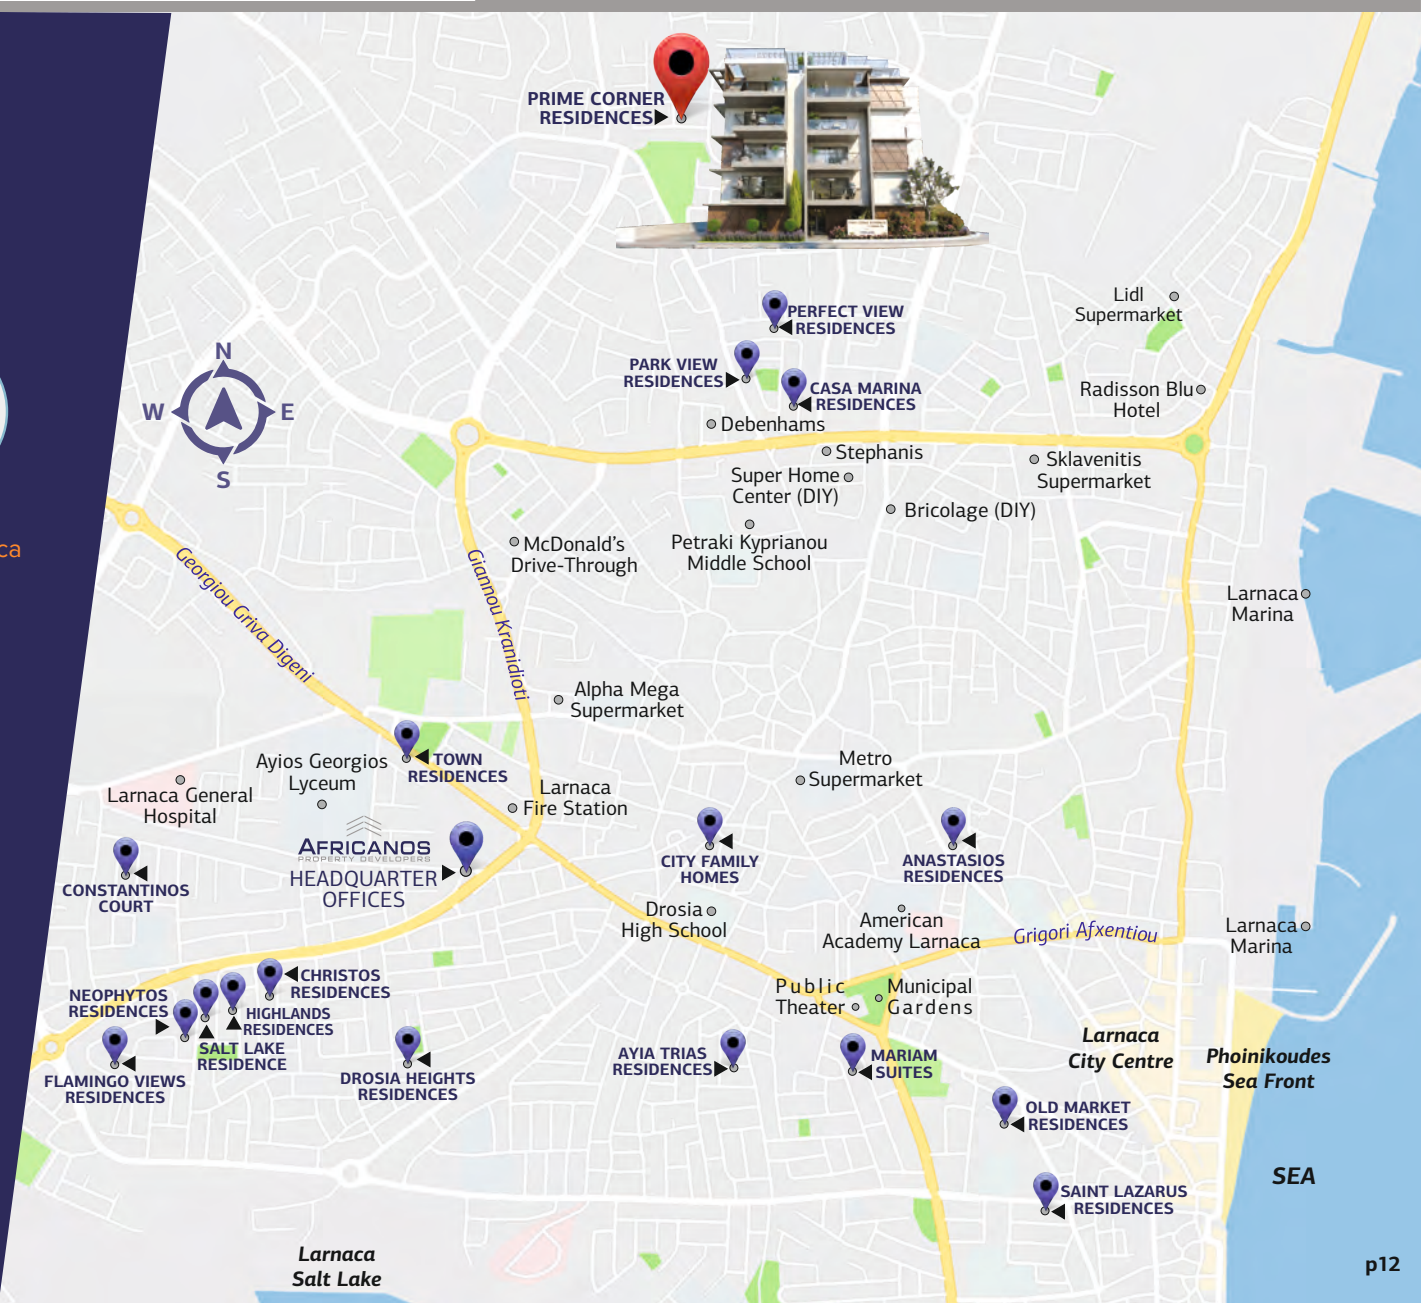 PRIME CORNER
RESIDENCES
PERFECT VIEW
RESIDENCES
Lidl
Supermarket
N
W
E
S
PARK VIEW
RESIDENCES
CASA MARINA
RESIDENCES
Radisson Blu
Hotel
Debenhams
Stephanis
Super Home
Center (DIY)
Sklavenitis
Supermarket
Bricolage (DIY)
ca
McDonald's
Drive-Through
Petraki Kyprianou
Middle School
Georgiou Griva Digeni
Giannou Kranidioti
Larnaca
Marina
Alpha Mega
Supermarket
Ayios Georgios
Lyceum
TOWN
RESIDENCES
Metro
Supermarket
Larnaca General
Hospital
Larnaca
Fire Station
AFRICANOS
PROPERTY DEVELOPERS
HEADQUARTER
OFFICES
CITY FAMILY
HOMES
ANASTASIOS
RESIDENCES
CONSTANTINOS
COURT
Drosia
High School
American
Academy Larnaca
Grigori Afxentiou
Larnaca
Marina
CHRISTOS
RESIDENCES
NEOPHYTOS
RESIDENCES
HIGHLANDS
RESIDENCES
Public
Theater
Municipal
Gardens
SALT LAKE
RESIDENCE
FLAMINGO VIEWS
RESIDENCES
DROSIA HEIGHTS
RESIDENCES
AYIA TRIAS
RESIDENCES
MARIAM
SUITES
Larnaca
City Centre
Phoinikoudes
Sea Front
OLD MARKET
RESIDENCES
SEA
SAINT LAZARUS
RESIDENCES
Larnaca
Salt Lake
p12